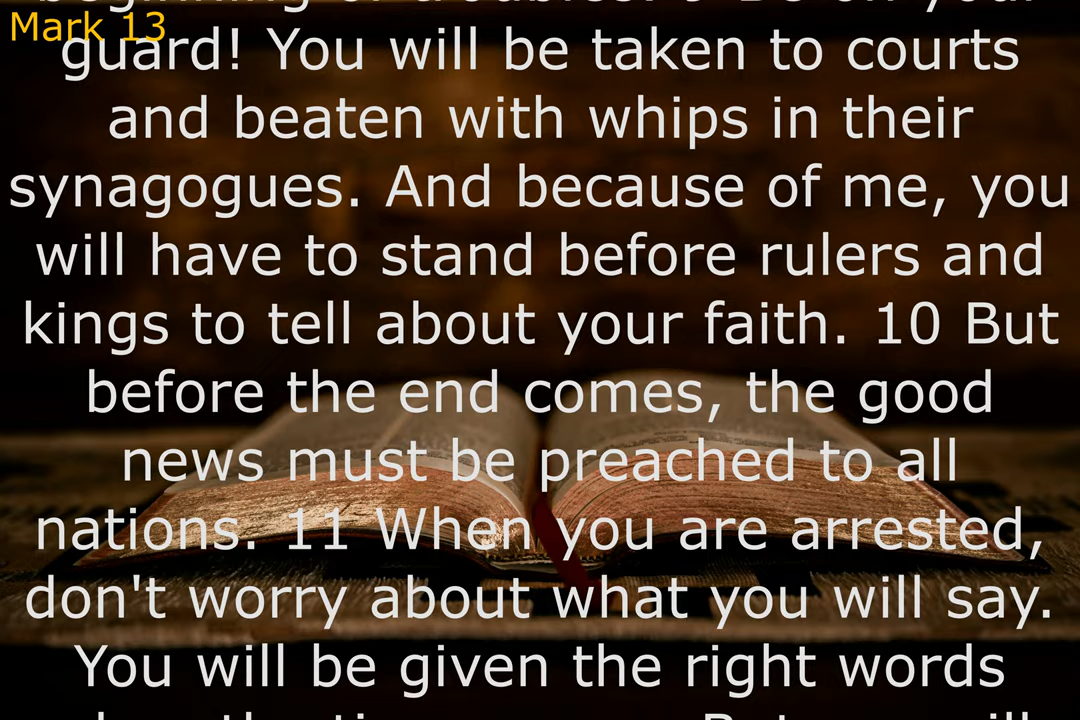 Mark 13
guard! You will be taken to courts
and beaten with whips in their
synagogues. And because of me, you
will have to stand before rulers and
kings to tell about your faith. 10 But
before the end comes, the good
news must be preached to all
nations. 11 When you are arrested,
don't worry about what you will say.
You will be given the right words